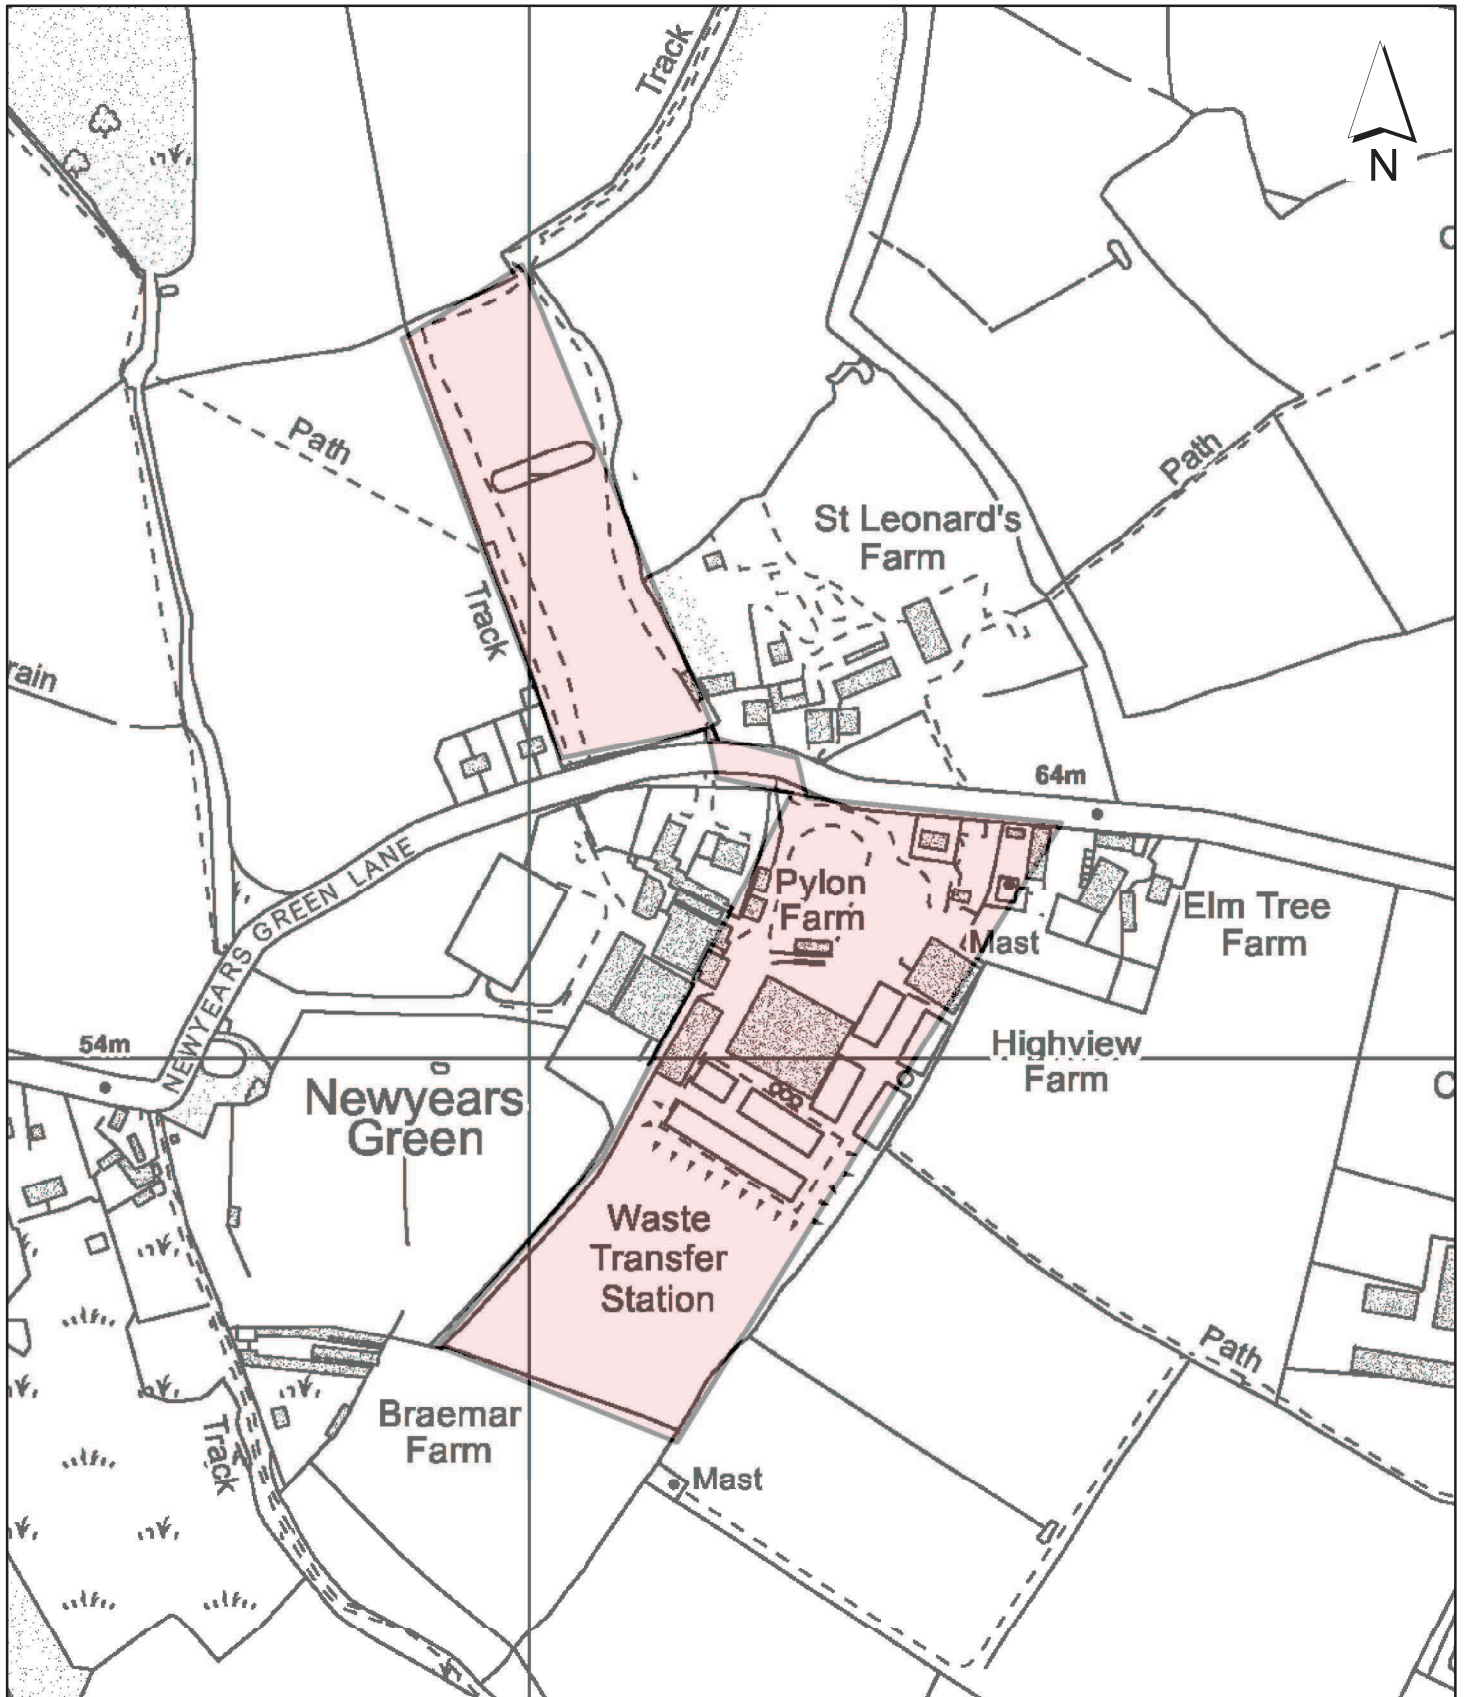 Track
N
Path
Path
St Leonard's
Farm
Track
rain
64m
NEWYEARS GREEN LANE
Pylon
Farm
Elm Tree
Farm
Mast
54m
Highview
Farm
Newyears
Green
Waste
Transfer
Station
Path
Braemar
Farm
Track
Mast